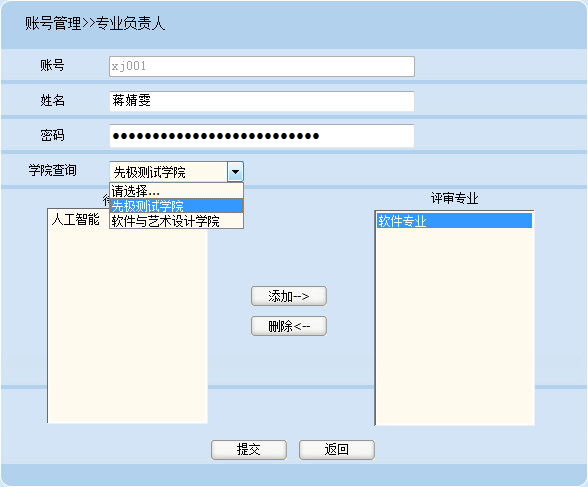 账号管理>>专业负责人
账号 xj001
姓名 蒋婧雯
密码
学院查询 先极测试学院
请选择...
先极测试学院
软件与艺术设计学院
评审专业
人工智能
软件专业
添加-->
删除<--
提交 返回